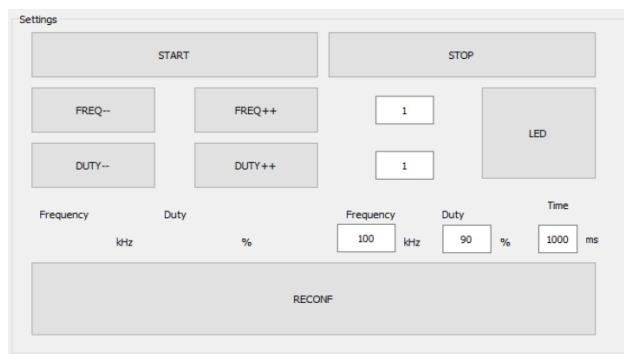 Settings
START STOP
FREQ-- FREQ++ 1
LED
DUTY-- DUTY++ 1
Time
Frequency Duty Frequency Duty
kHz % 100 kHz 90 % 1000 ms
RECONF